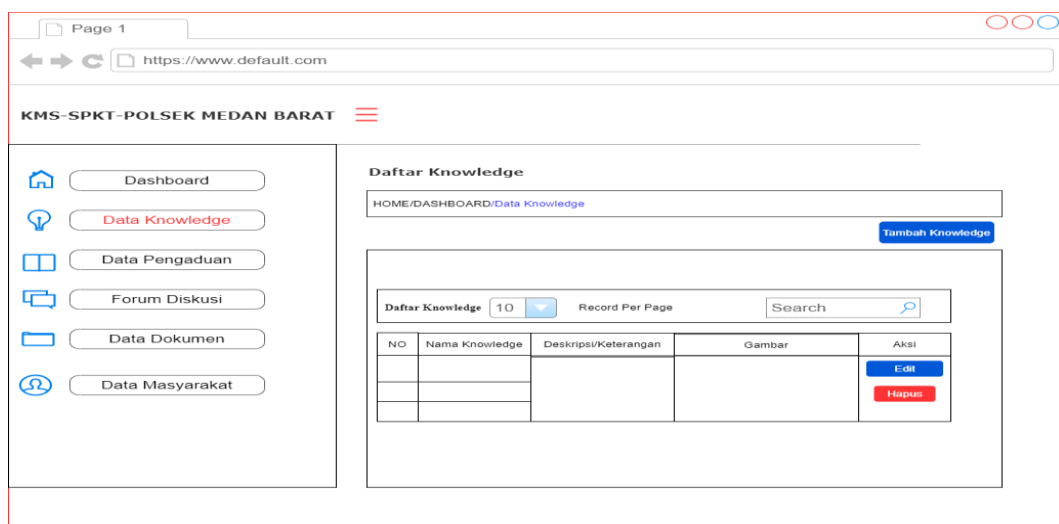 Page 1
https://www.default.com
KMS-SPKT-POLSEK MEDAN BARAT
Dashboard
Data Knowledge
Data Pengaduan
Forum Diskusi
Data Dokumen
Data Masyarakat
Daftar Knowledge
HOME/DASHBOARD/Data Knowledge
Tambah Knowledge
Daftar Knowledge 10 Record Per Page Search
NO Nama Knowledge Deskripsi/Keterangan Gambar Aksi
Edit
Hapus